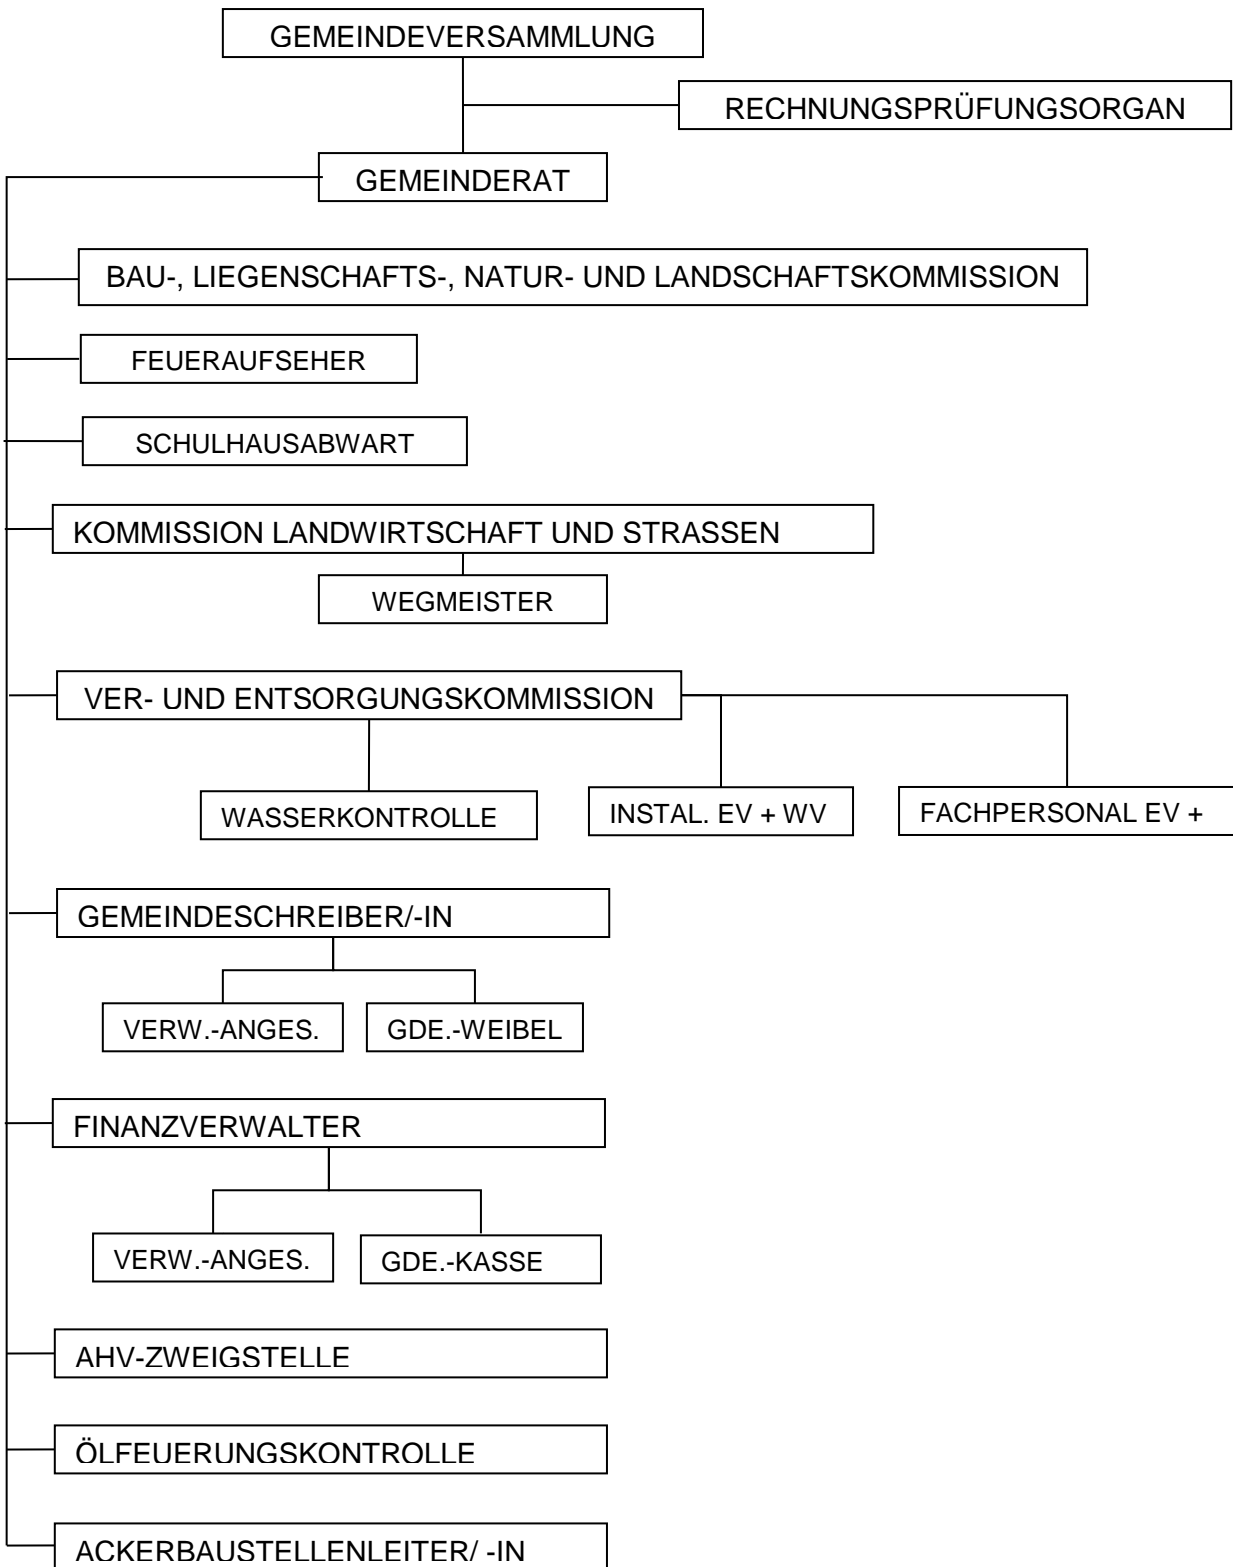 GEMEINDEVERSAMMLUNG
RECHNUNGSPRÜFUNGSORGAN
GEMEINDERAT
BAU-, LIEGENSCHAFTS-, NATUR- UND LANDSCHAFTSKOMMISSION
FEUERAUFSEHER
SCHULHAUSABWART
KOMMISSION LANDWIRTSCHAFT UND STRASSEN
WEGMEISTER
VER- UND ENTSORGUNGSKOMMISSION
WASSERKONTROLLE
INSTAL. EV + WV
FACHPERSONAL EV +
GEMEINDESCHREIBER/-IN
VERW.-ANGES.
GDE.-WEIBEL
FINANZVERWALTER
VERW.-ANGES.
GDE.-KASSE
AHV-ZWEIGSTELLE
ÖLFEUERUNGSKONTROLLE
ACKERBAUSTELLENLEITER/ -IN